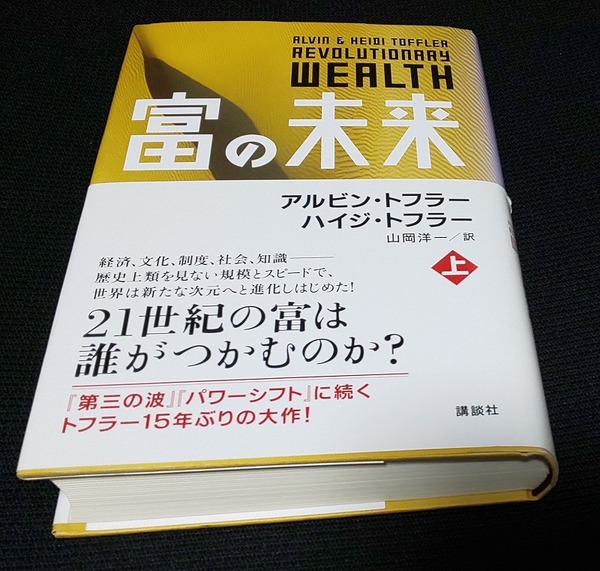 ALVIN & HEIDI TOFFLER
REVOLUTIONARY
WEALTH
富の未来
アルビン・トフラー
ハイジ・トフラー
山岡洋一/訳
上
経済、文化、制度、社会、知識――
歴史上類を見ない規模とスピードで、
世界は新たな次元へと進化しはじめた!
21世紀の富は
誰がつかむのか?
『第三の波』『パワーシフト』に続く
トフラー15年ぶりの大作!
講談社